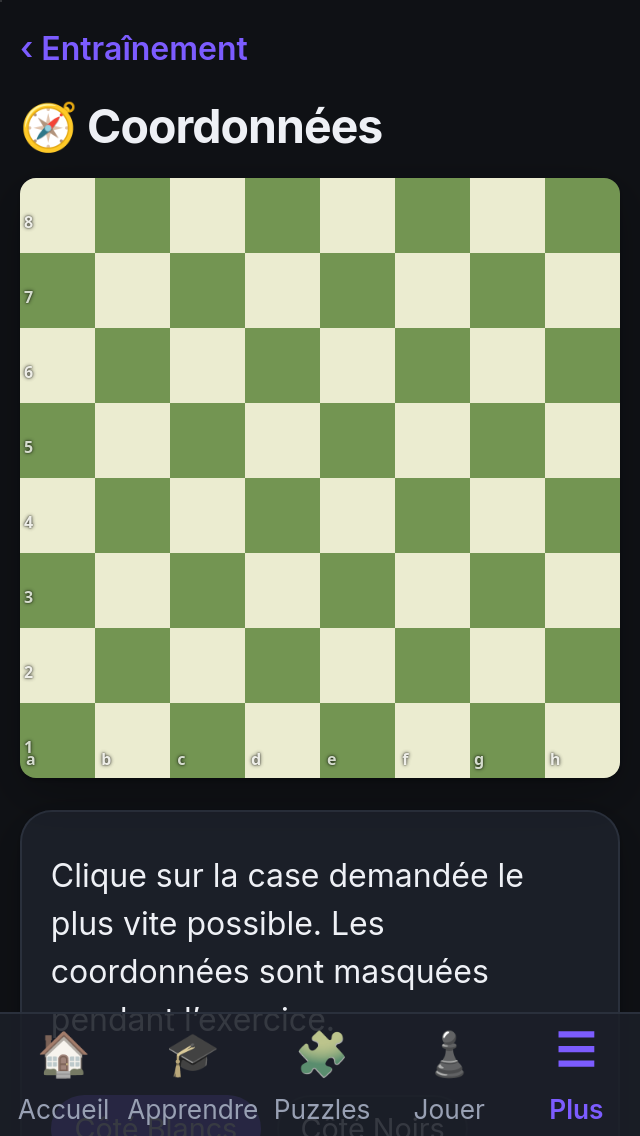 ‹ Entraînement
🧭 Coordonnées
8
7
6
5
4
3
2
1
a b c d e f g h
Clique sur la case demandée le
plus vite possible. Les
coordonnées sont masquées
pendant l’exercice.
Côté Blancs Côté Noirs
Accueil Apprendre Puzzles Jouer Plus